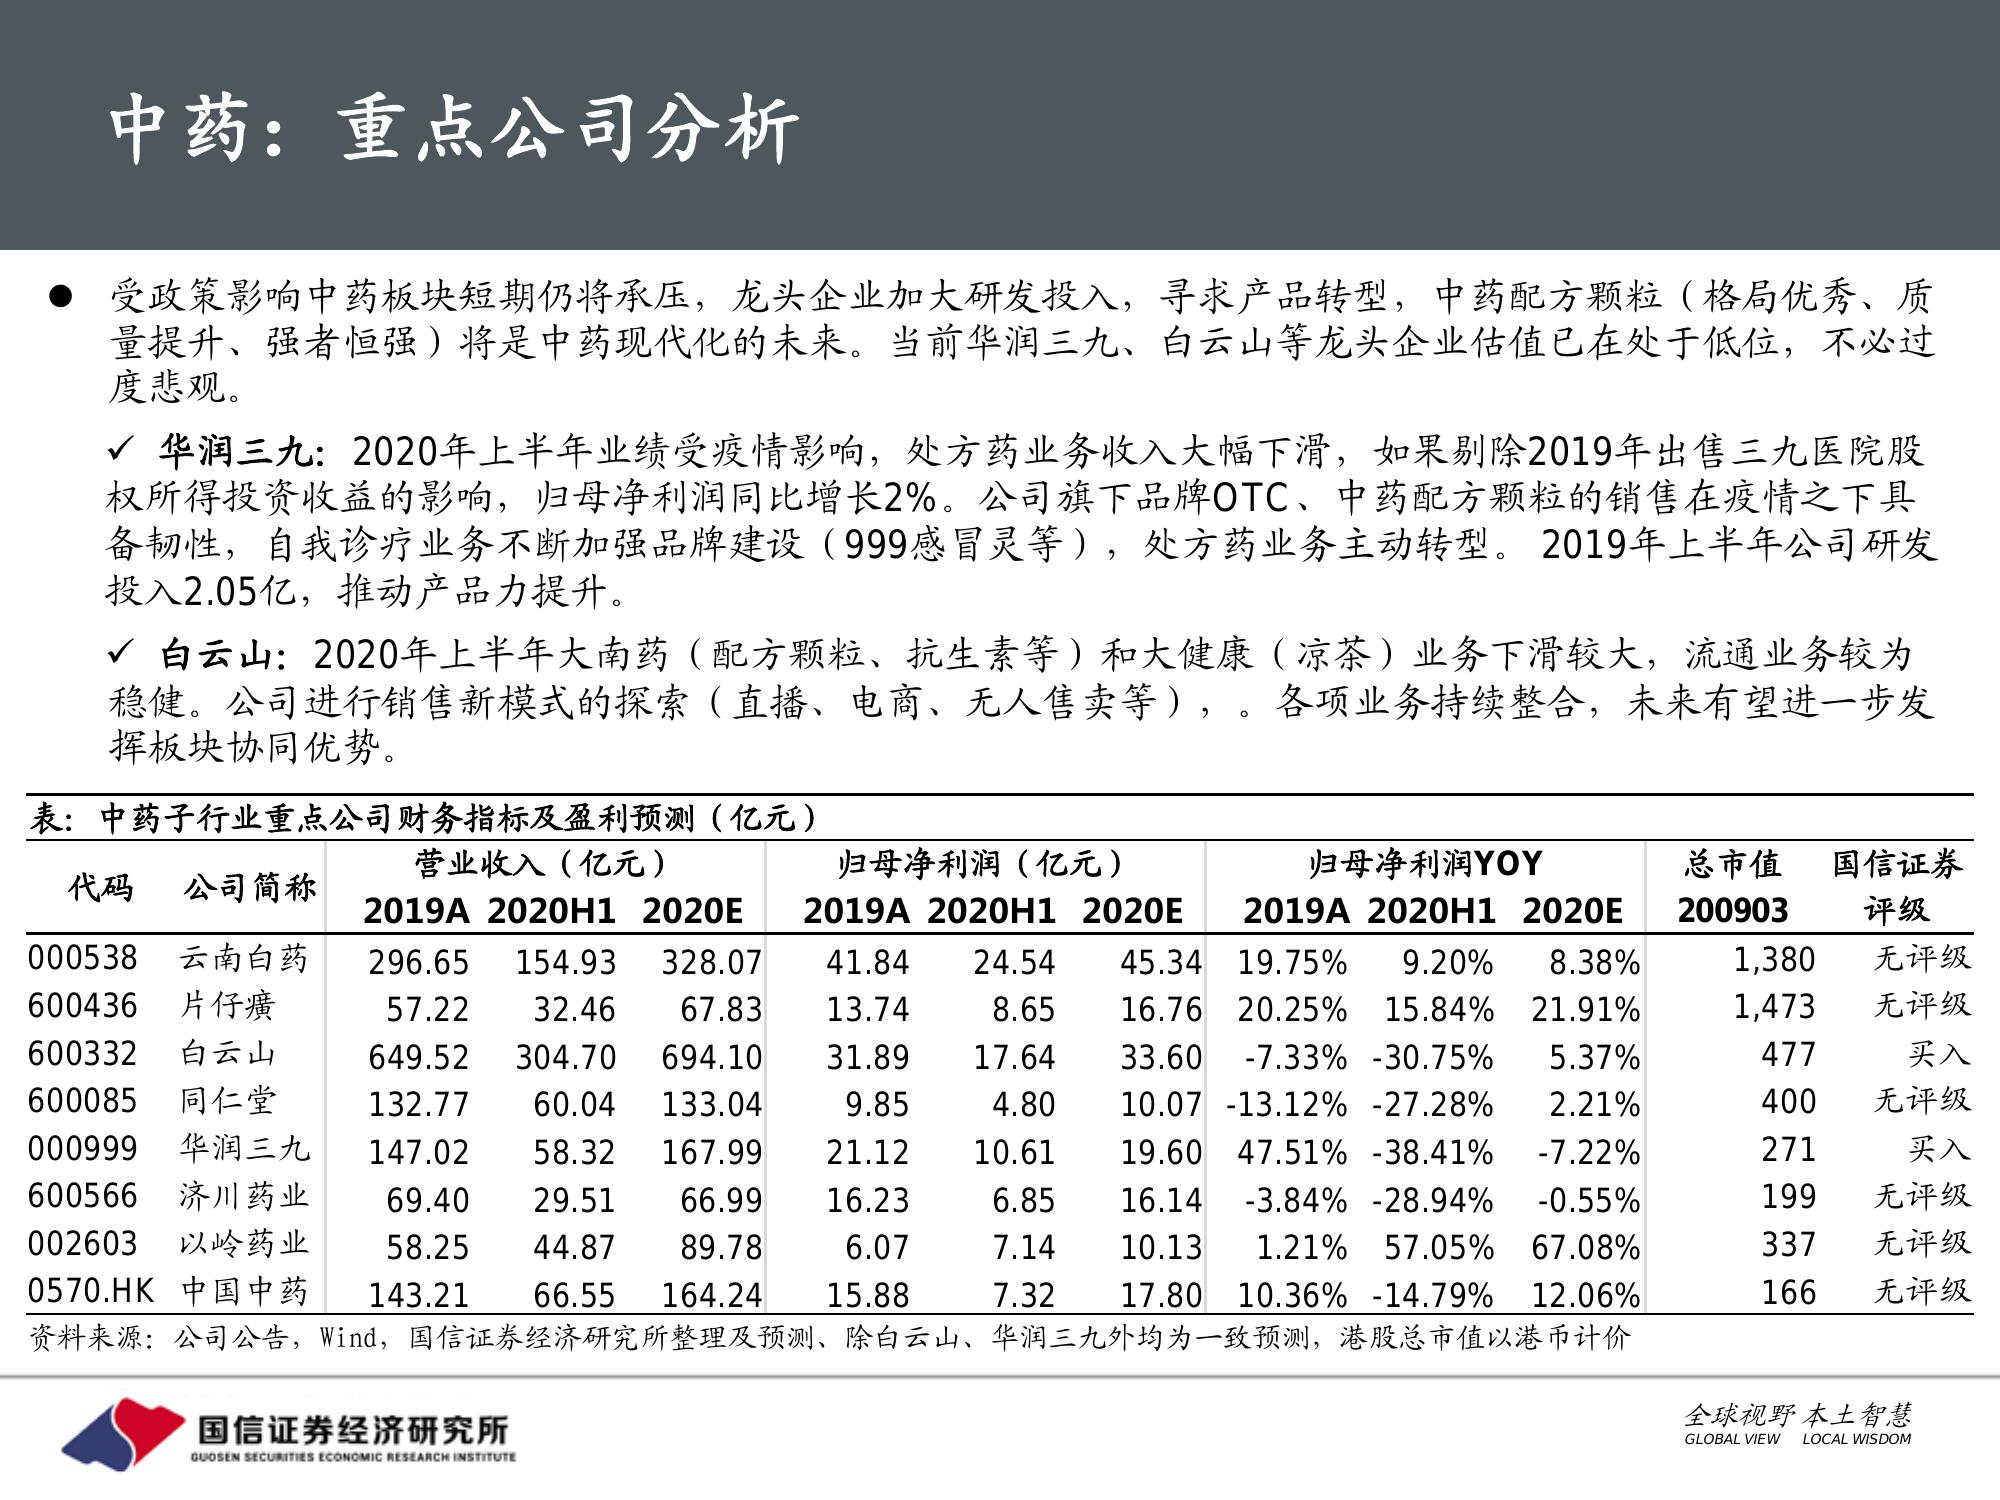 中药：重点公司分析
● 受政策影响中药板块短期仍将承压，龙头企业加大研发投入，寻求产品转型，中药配方颗粒（格局优秀、质
量提升、强者恒强）将是中药现代化的未来。当前华润三九、白云山等龙头企业估值已在处于低位，不必过
度悲观。
✓ 华润三九：2020年上半年业绩受疫情影响，处方药业务收入大幅下滑，如果剔除2019年出售三九医院股
权所得投资收益的影响，归母净利润同比增长2%。公司旗下品牌OTC、中药配方颗粒的销售在疫情之下具
备韧性，自我诊疗业务不断加强品牌建设（999感冒灵等），处方药业务主动转型。 2019年上半年公司研发
投入2.05亿，推动产品力提升。
✓ 白云山：2020年上半年大南药（配方颗粒、抗生素等）和大健康（凉茶）业务下滑较大，流通业务较为
稳健。公司进行销售新模式的探索（直播、电商、无人售卖等），。各项业务持续整合，未来有望进一步发
挥板块协同优势。
表：中药子行业重点公司财务指标及盈利预测（亿元）
代码 公司简称 营业收入（亿元） 归母净利润（亿元） 归母净利润YOY 总市值 国信证券
2019A 2020H1 2020E 2019A 2020H1 2020E 2019A 2020H1 2020E 200903 评级
000538 云南白药 296.65 154.93 328.07 41.84 24.54 45.34 19.75% 9.20% 8.38% 1,380 无评级
600436 片仔癀 57.22 32.46 67.83 13.74 8.65 16.76 20.25% 15.84% 21.91% 1,473 无评级
600332 白云山 649.52 304.70 694.10 31.89 17.64 33.60 -7.33% -30.75% 5.37% 477 买入
600085 同仁堂 132.77 60.04 133.04 9.85 4.80 10.07 -13.12% -27.28% 2.21% 400 无评级
000999 华润三九 147.02 58.32 167.99 21.12 10.61 19.60 47.51% -38.41% -7.22% 271 买入
600566 济川药业 69.40 29.51 66.99 16.23 6.85 16.14 -3.84% -28.94% -0.55% 199 无评级
002603 以岭药业 58.25 44.87 89.78 6.07 7.14 10.13 1.21% 57.05% 67.08% 337 无评级
0570.HK 中国中药 143.21 66.55 164.24 15.88 7.32 17.80 10.36% -14.79% 12.06% 166 无评级
资料来源：公司公告，Wind，国信证券经济研究所整理及预测、除白云山、华润三九外均为一致预测，港股总市值以港币计价
国信证券经济研究所
GUOSEN SECURITIES ECONOMIC RESEARCH INSTITUTE
全球视野 本土智慧
GLOBAL VIEW LOCAL WISDOM